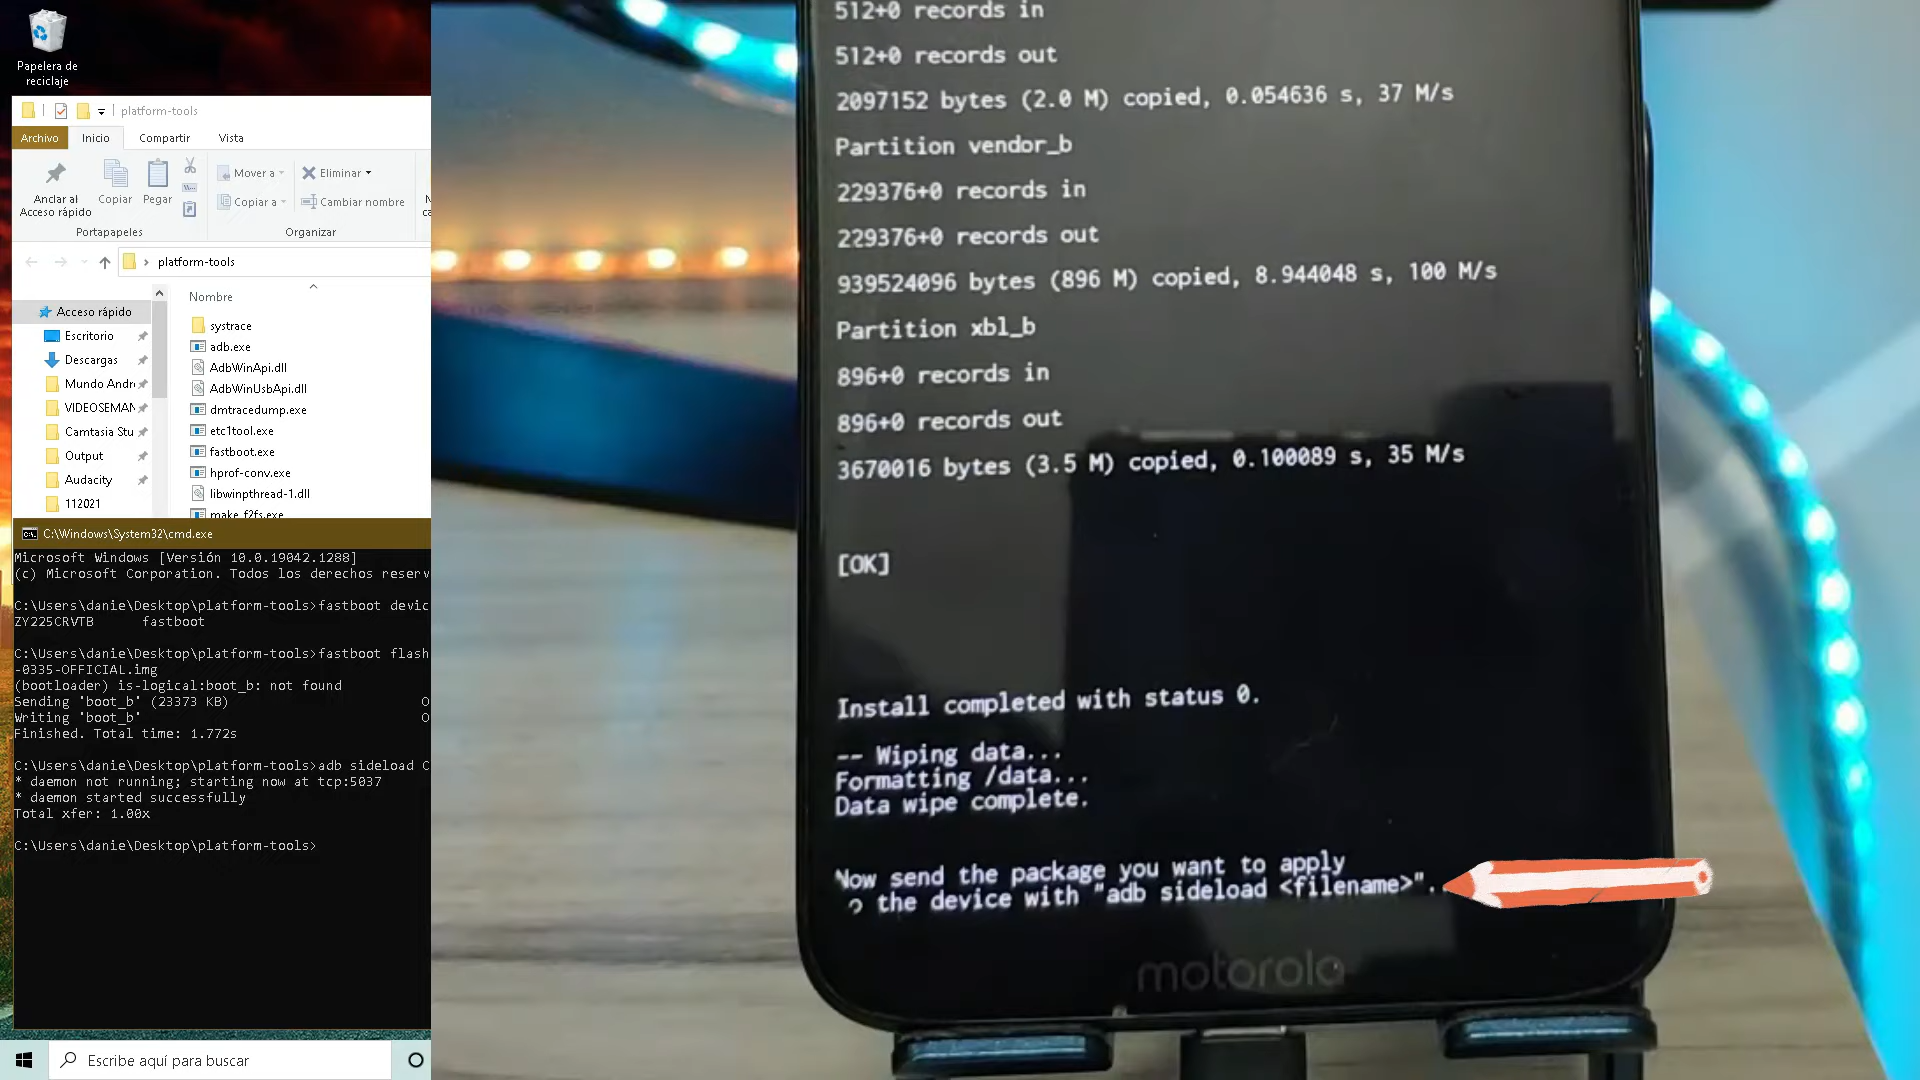 Papelera de
reciclaje
platform-tools
Archivo
Inicio
Compartir
Vista
Anclar al
Acceso rápido
Copiar
Pegar
Mover a
Copiar a
Eliminar
Cambiar nombre
Portapapeles
Organizar
platform-tools
Nombre
Acceso rápido
Escritorio
Descargas
Mundo Andr
VIDEOSEMAN
Camtasia Stu
Output
Audacity
112021
systrace
adb.exe
AdbWinApi.dll
AdbWinUsbApi.dll
dmtracedump.exe
etc1tool.exe
fastboot.exe
hprof-conv.exe
libwinpthread-1.dll
make_f2fs.exe
C:\Windows\System32\cmd.exe
Microsoft Windows [Versión 10.0.19042.1288]
(c) Microsoft Corporation. Todos los derechos reserv
C:\Users\danie\Desktop\platform-tools>fastboot devic
ZY225CRVTB fastboot
C:\Users\danie\Desktop\platform-tools>fastboot flash
-0335-OFFICIAL.img
(bootloader) is-logical:boot_b: not found
Sending 'boot_b' (23373 KB) O
Writing 'boot_b' O
Finished. Total time: 1.772s
C:\Users\danie\Desktop\platform-tools>adb sideload C
* daemon not running; starting now at tcp:5037
* daemon started successfully
Total xfer: 1.00x
C:\Users\danie\Desktop\platform-tools>
Escribe aquí para buscar
512+0 records in
512+0 records out
2097152 bytes (2.0 M) copied, 0.054636 s, 37 M/s
Partition vendor_b
229376+0 records in
229376+0 records out
939524096 bytes (896 M) copied, 8.944048 s, 100 M/s
Partition xbl_b
896+0 records in
896+0 records out
3670016 bytes (3.5 M) copied, 0.100089 s, 35 M/s
[OK]
Install completed with status 0.
-- Wiping data...
Formatting /data...
Data wipe complete.
Now send the package you want to apply
the device with "adb sideload <filename>"..
motorola